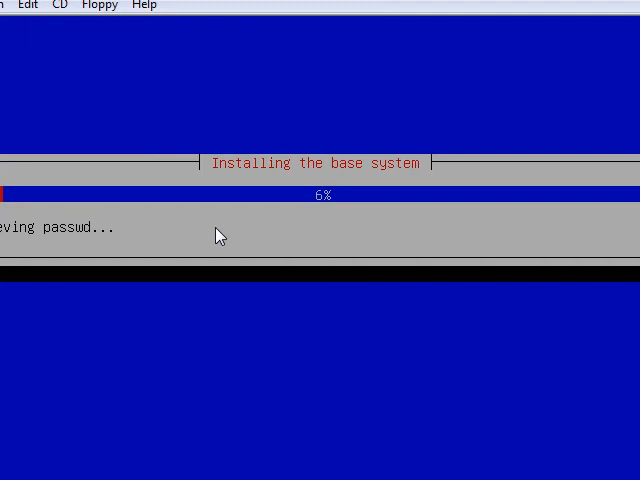 Edit CD Floppy Help
Installing the base system
6%
eving passwd...